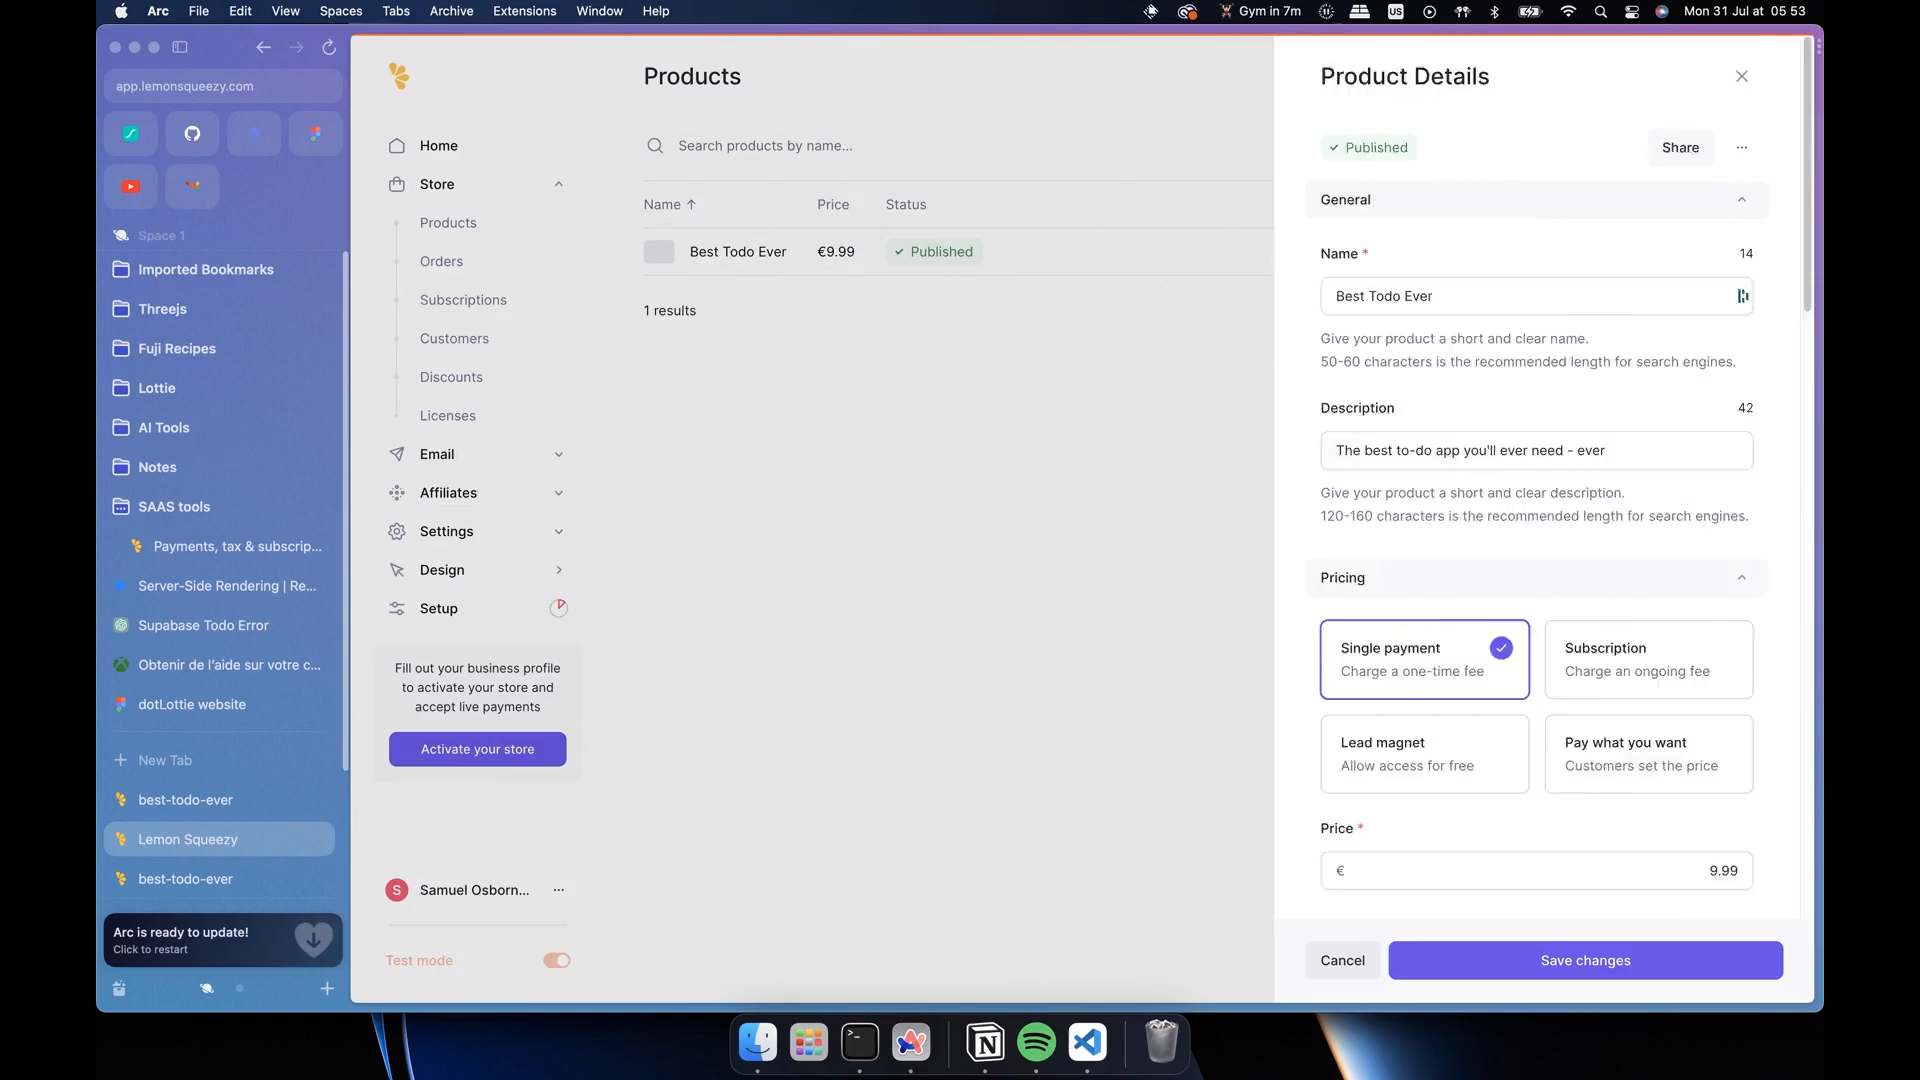 Arc File Edit View Spaces Tabs Archive Extensions Window Help
Gym in 7m US Mon 31 Jul at 05 53
app.lemonsqueezy.com
Space 1
Imported Bookmarks
Threejs
Fuji Recipes
Lottie
AI Tools
Notes
SAAS tools
Payments, tax & subscrip...
Server-Side Rendering | Re...
Supabase Todo Error
Obtenir de l'aide sur votre c...
dotLottie website
New Tab
best-todo-ever
Lemon Squeezy
best-todo-ever
Arc is ready to update!
Click to restart
Home
Store
Products
Orders
Subscriptions
Customers
Discounts
Licenses
Email
Affiliates
Settings
Design
Setup
Fill out your business profile
to activate your store and
accept live payments
Activate your store
S Samuel Osborn...
Test mode
Products
Search products by name...
Name Price Status
Best Todo Ever €9.99 Published
1 results
Product Details
Published Share
General
Name * 14
Best Todo Ever
Give your product a short and clear name.
50-60 characters is the recommended length for search engines.
Description 42
The best to-do app you'll ever need - ever
Give your product a short and clear description.
120-160 characters is the recommended length for search engines.
Pricing
Single payment
Charge a one-time fee
Subscription
Charge an ongoing fee
Lead magnet
Allow access for free
Pay what you want
Customers set the price
Price *
€ 9.99
Cancel Save changes